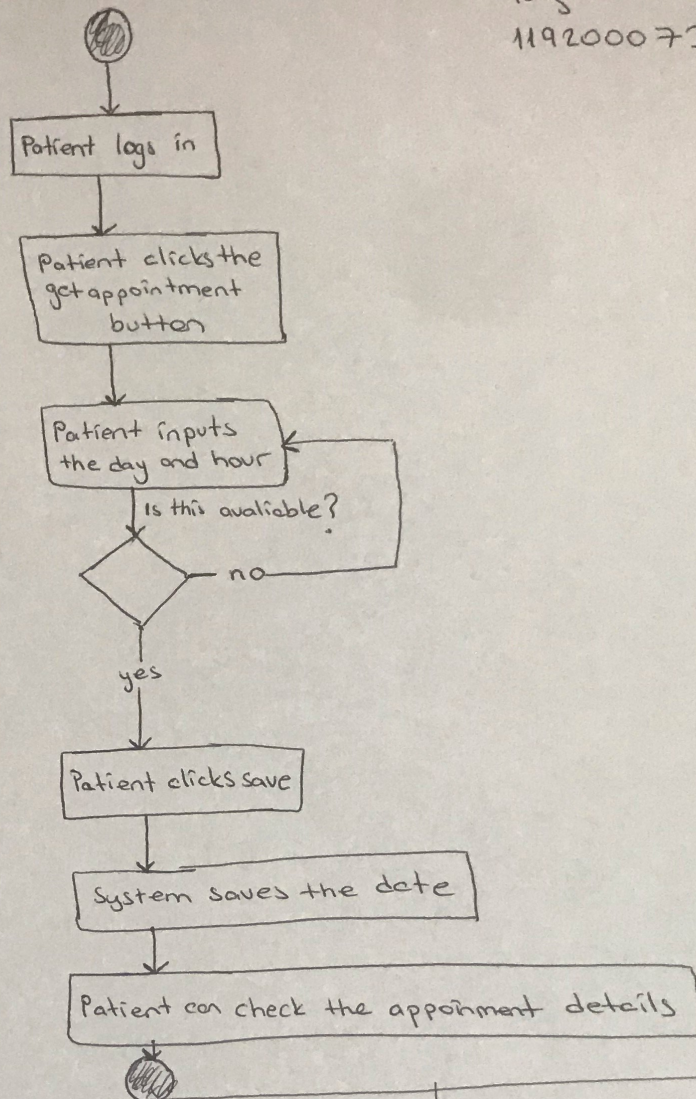 11920007
Patient logs in
Patient clicks the
get appointment
button
Patient inputs
the day and hour
Is this avaliable?
no
yes
Patient clicks save
System saves the date
Patient can check the appoinment details